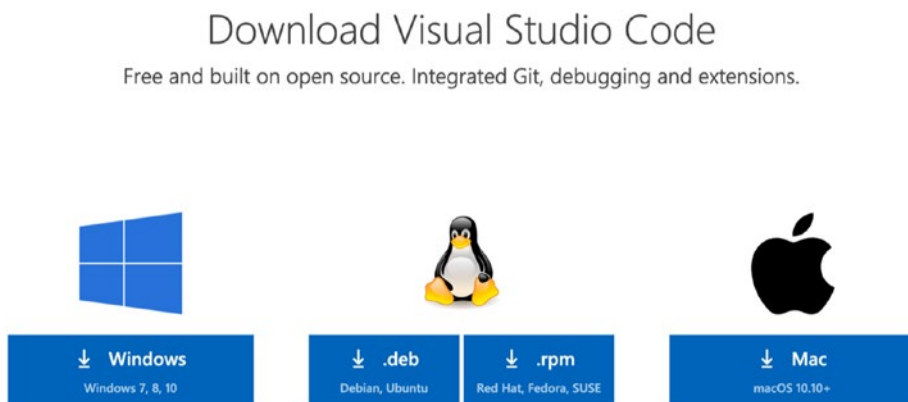 Download Visual Studio Code
Free and built on open source. Integrated Git, debugging and extensions.
Windows
Windows 7, 8, 10
.deb
Debian, Ubuntu
.rpm
Red Hat, Fedora, SUSE
Mac
macOS 10.10+